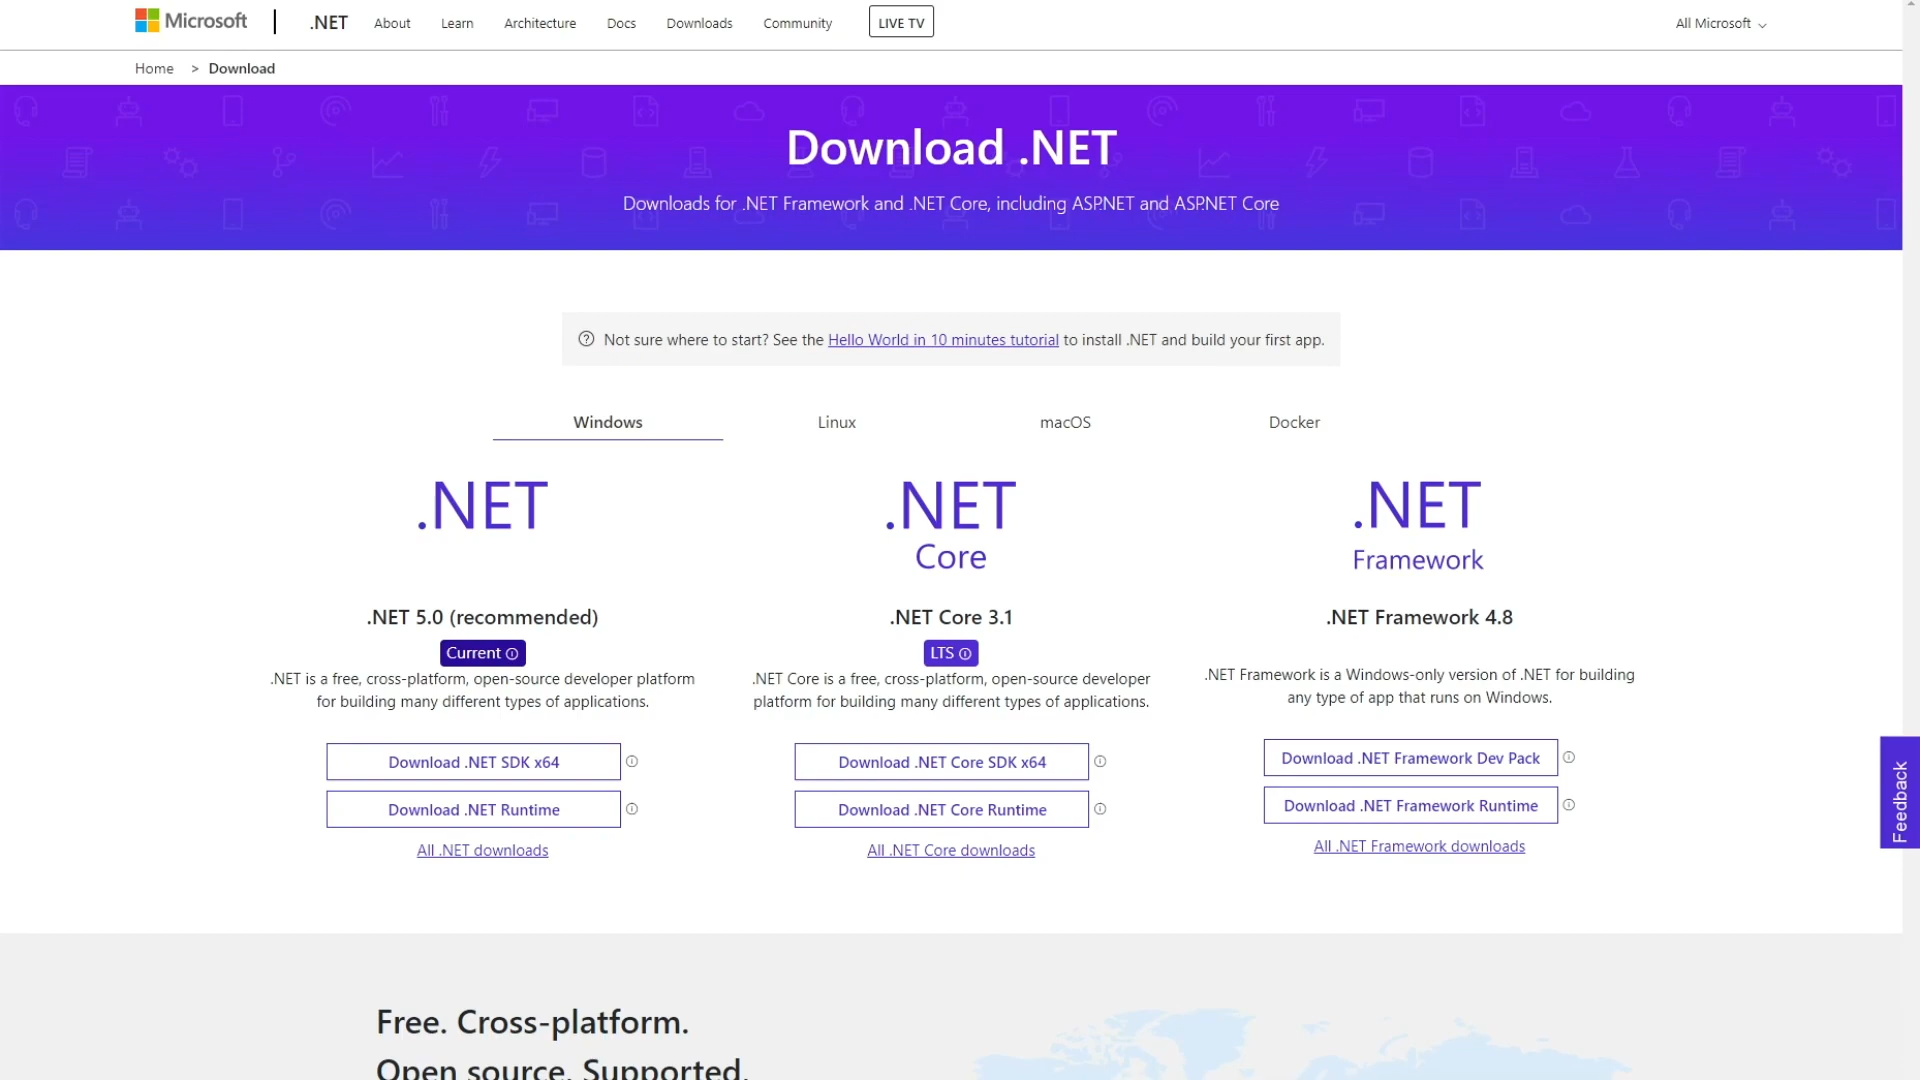 Microsoft
.NET
About
Learn
Architecture
Docs
Downloads
Community
LIVE TV
All Microsoft
Home > Download
Download .NET
Downloads for .NET Framework and .NET Core, including ASP.NET and ASP.NET Core
Not sure where to start? See the Hello World in 10 minutes tutorial to install .NET and build your first app.
Windows
Linux
macOS
Docker
.NET
.NET 5.0 (recommended)
Current
.NET is a free, cross-platform, open-source developer platform
for building many different types of applications.
Download .NET SDK x64
Download .NET Runtime
All .NET downloads
.NET
Core
.NET Core 3.1
LTS
.NET Core is a free, cross-platform, open-source developer
platform for building many different types of applications.
Download .NET Core SDK x64
Download .NET Core Runtime
All .NET Core downloads
.NET
Framework
.NET Framework 4.8
.NET Framework is a Windows-only version of .NET for building
any type of app that runs on Windows.
Download .NET Framework Dev Pack
Download .NET Framework Runtime
All .NET Framework downloads
Feedback
Free. Cross-platform.
Open source. Supported.